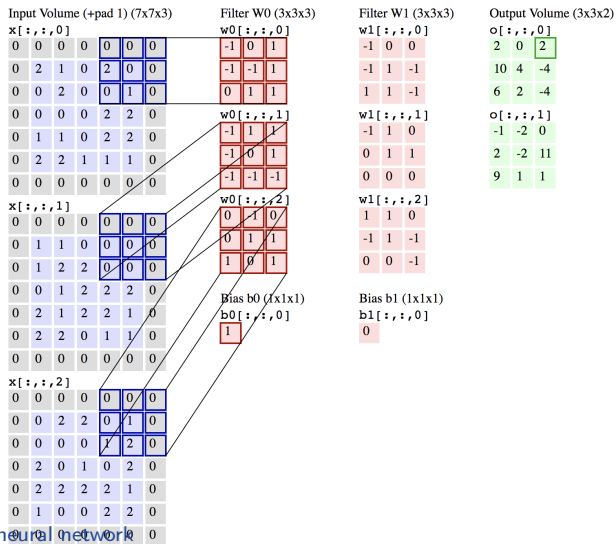 Input Volume (+pad 1) (7x7x3)
x[:,:,0]
0 0 0 0 0 0 0
0 2 1 0 2 0 0
0 0 2 0 0 1 0
0 0 0 0 2 2 0
0 1 1 0 2 2 0
0 2 2 1 1 1 0
0 0 0 0 0 0 0
x[:,:,1]
0 0 0 0 0 0 0
0 1 1 0 0 0 0
0 1 2 2 0 0 0
0 0 1 2 2 2 0
0 2 1 2 2 1 0
0 2 2 0 1 1 0
0 0 0 0 0 0 0
x[:,:,2]
0 0 0 0 0 0 0
0 0 2 2 0 1 0
0 0 0 0 1 2 0
0 2 0 1 0 2 0
0 2 2 2 2 1 0
0 1 0 0 2 2 0
0 0 0 0 0 0 0
neural network
Filter W0 (3x3x3)
w0[:,:,0]
-1 0 1
-1 -1 1
0 1 1
w0[:,:,1]
-1 1 1
-1 0 1
-1 -1 -1
w0[:,:,2]
0 -1 0
0 1 1
1 0 1
Bias b0 (1x1x1)
b0[:,:,0]
1
Filter W1 (3x3x3)
w1[:,:,0]
-1 0 0
-1 1 -1
1 1 -1
w1[:,:,1]
-1 1 0
0 1 1
0 0 0
w1[:,:,2]
1 1 0
-1 1 -1
0 0 -1
Bias b1 (1x1x1)
b1[:,:,0]
0
Output Volume (3x3x2)
o[:,:,0]
2 0 2
10 4 -4
6 2 -4
o[:,:,1]
-1 -2 0
2 -2 11
9 1 1